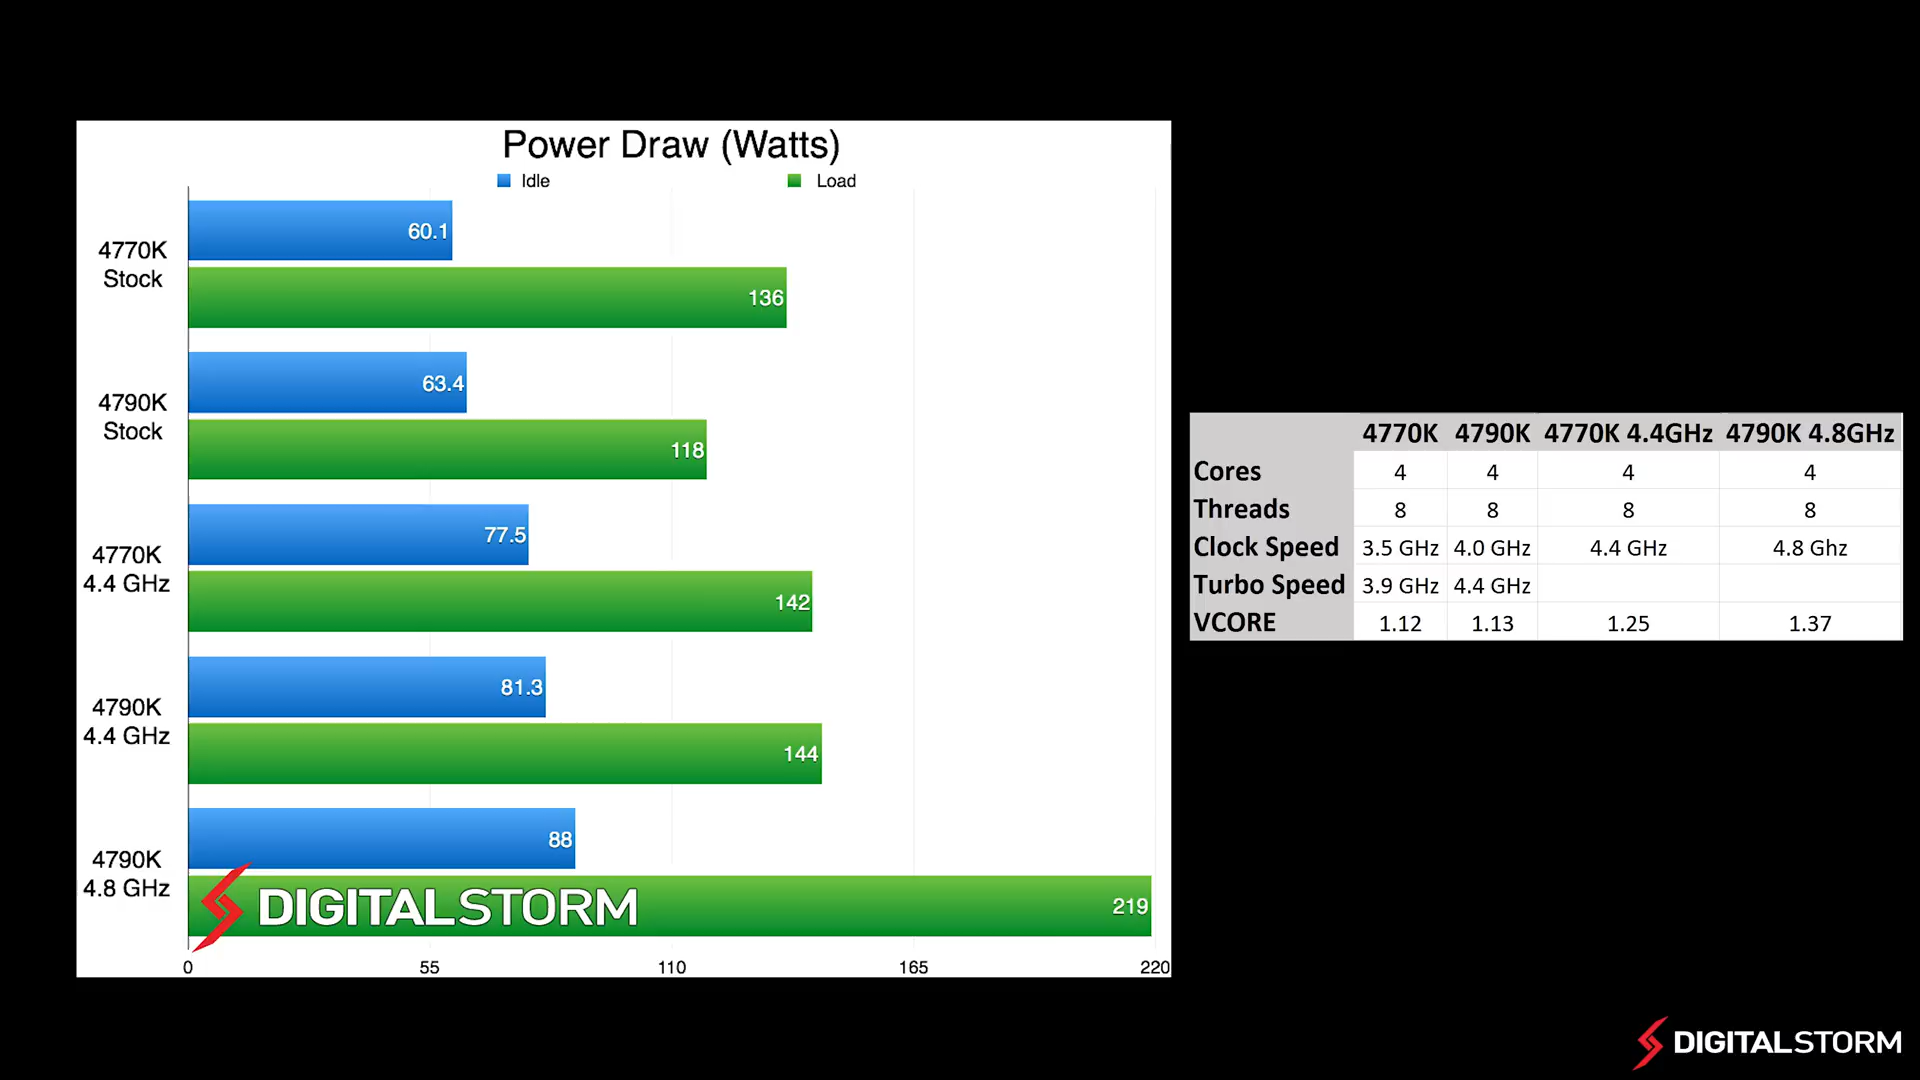 Power Draw (Watts)
Idle Load
4770K
Stock
60.1
136
4790K
Stock
63.4
118
4770K
4.4 GHz
77.5
142
4790K
4.4 GHz
81.3
144
4790K
4.8 GHz
88
219
DIGITALSTORM
0 55 110 165 220
4770K 4790K 4770K 4.4GHz 4790K 4.8GHz
Cores 4 4 4 4
Threads 8 8 8 8
Clock Speed 3.5 GHz 4.0 GHz 4.4 GHz 4.8 Ghz
Turbo Speed 3.9 GHz 4.4 GHz
VCORE 1.12 1.13 1.25 1.37
DIGITALSTORM